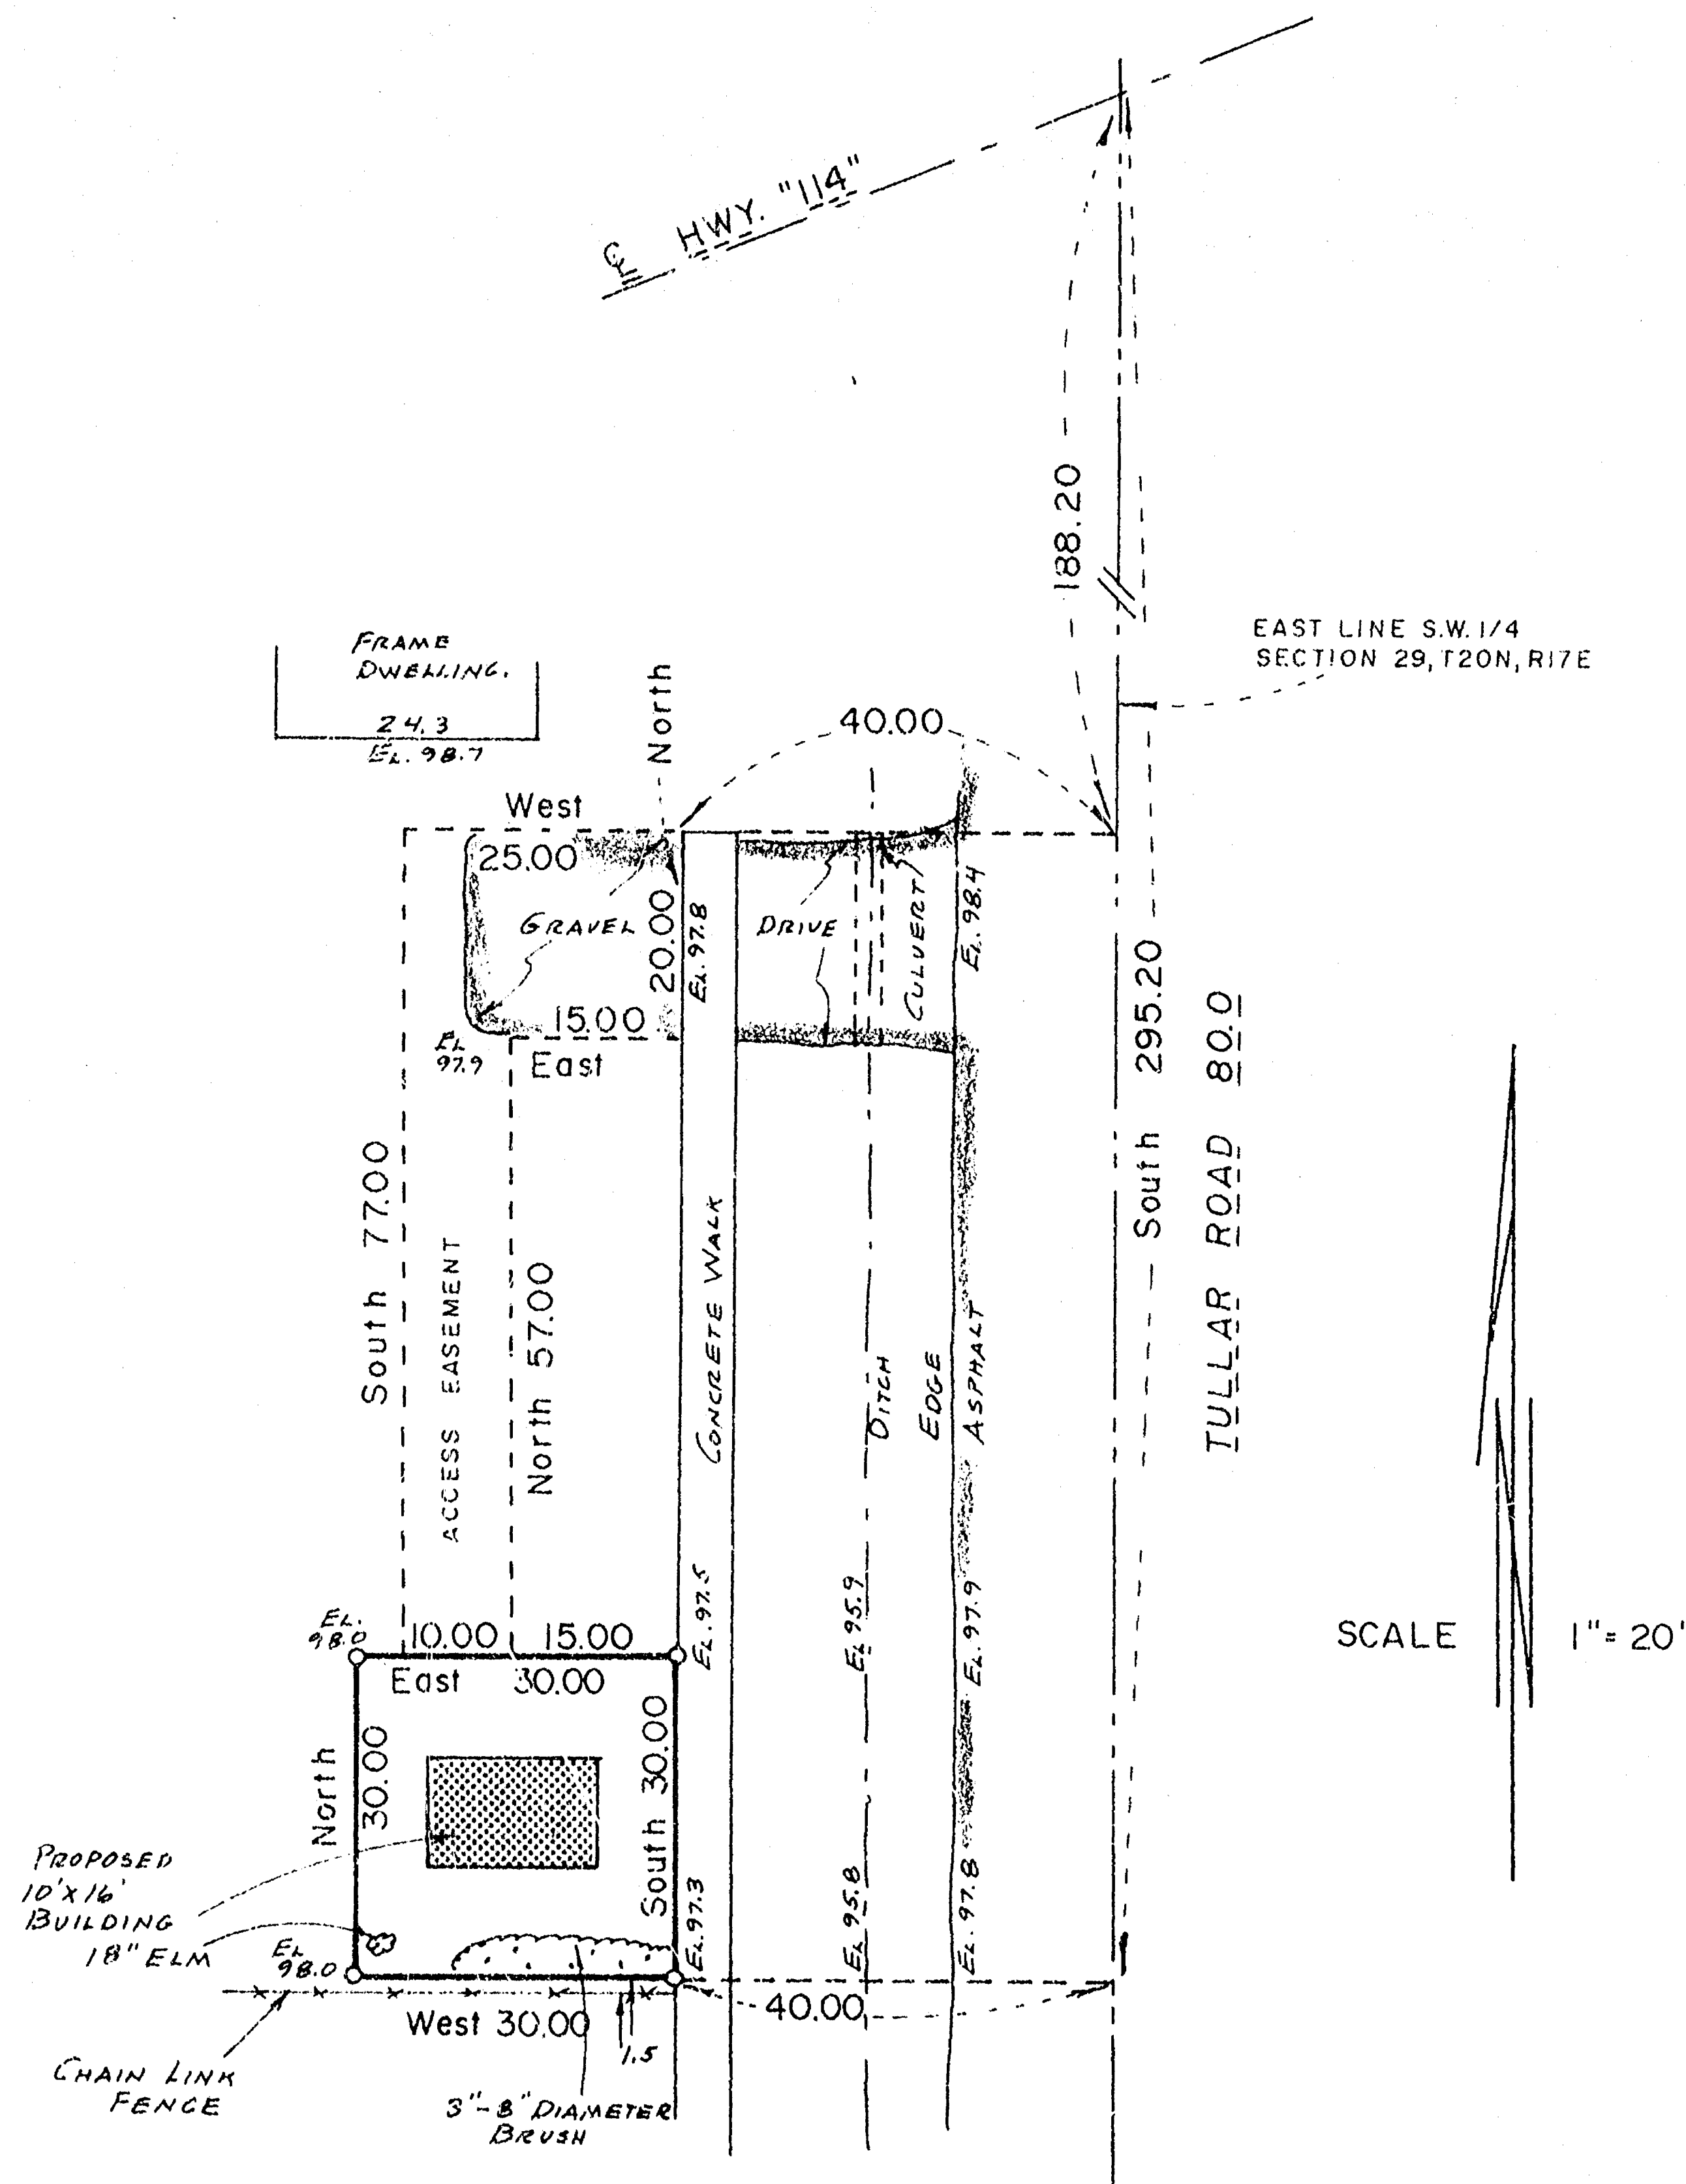 ℄ HWY. "114"
188.20
EAST LINE S.W. 1/4
SECTION 29, T20N, R17E
FRAME
DWELLING.
24.3
EL. 98.7
North
40.00
West
25.00
GRAVEL
20.00
EL. 97.8
DRIVE
CULVERT
EL. 98.4
15.00
EL
97.9
East
South 295.20
TULLAR ROAD 80.0
South 77.00
ACCESS EASEMENT
North 57.00
CONCRETE WALK
DITCH
EDGE
ASPHALT
SCALE 1" = 20'
EL.
98.0
10.00 15.00
EL. 97.5
EL 95.9
EL. 97.9
East 30.00
North
30.00
South 30.00
PROPOSED
10' X 16'
BUILDING
18" ELM
EL
98.0
EL. 97.3
EL 95.8
EL. 97.8
West 30.00
40.00
1.5
CHAIN LINK
FENCE
3"-8" DIAMETER
BRUSH